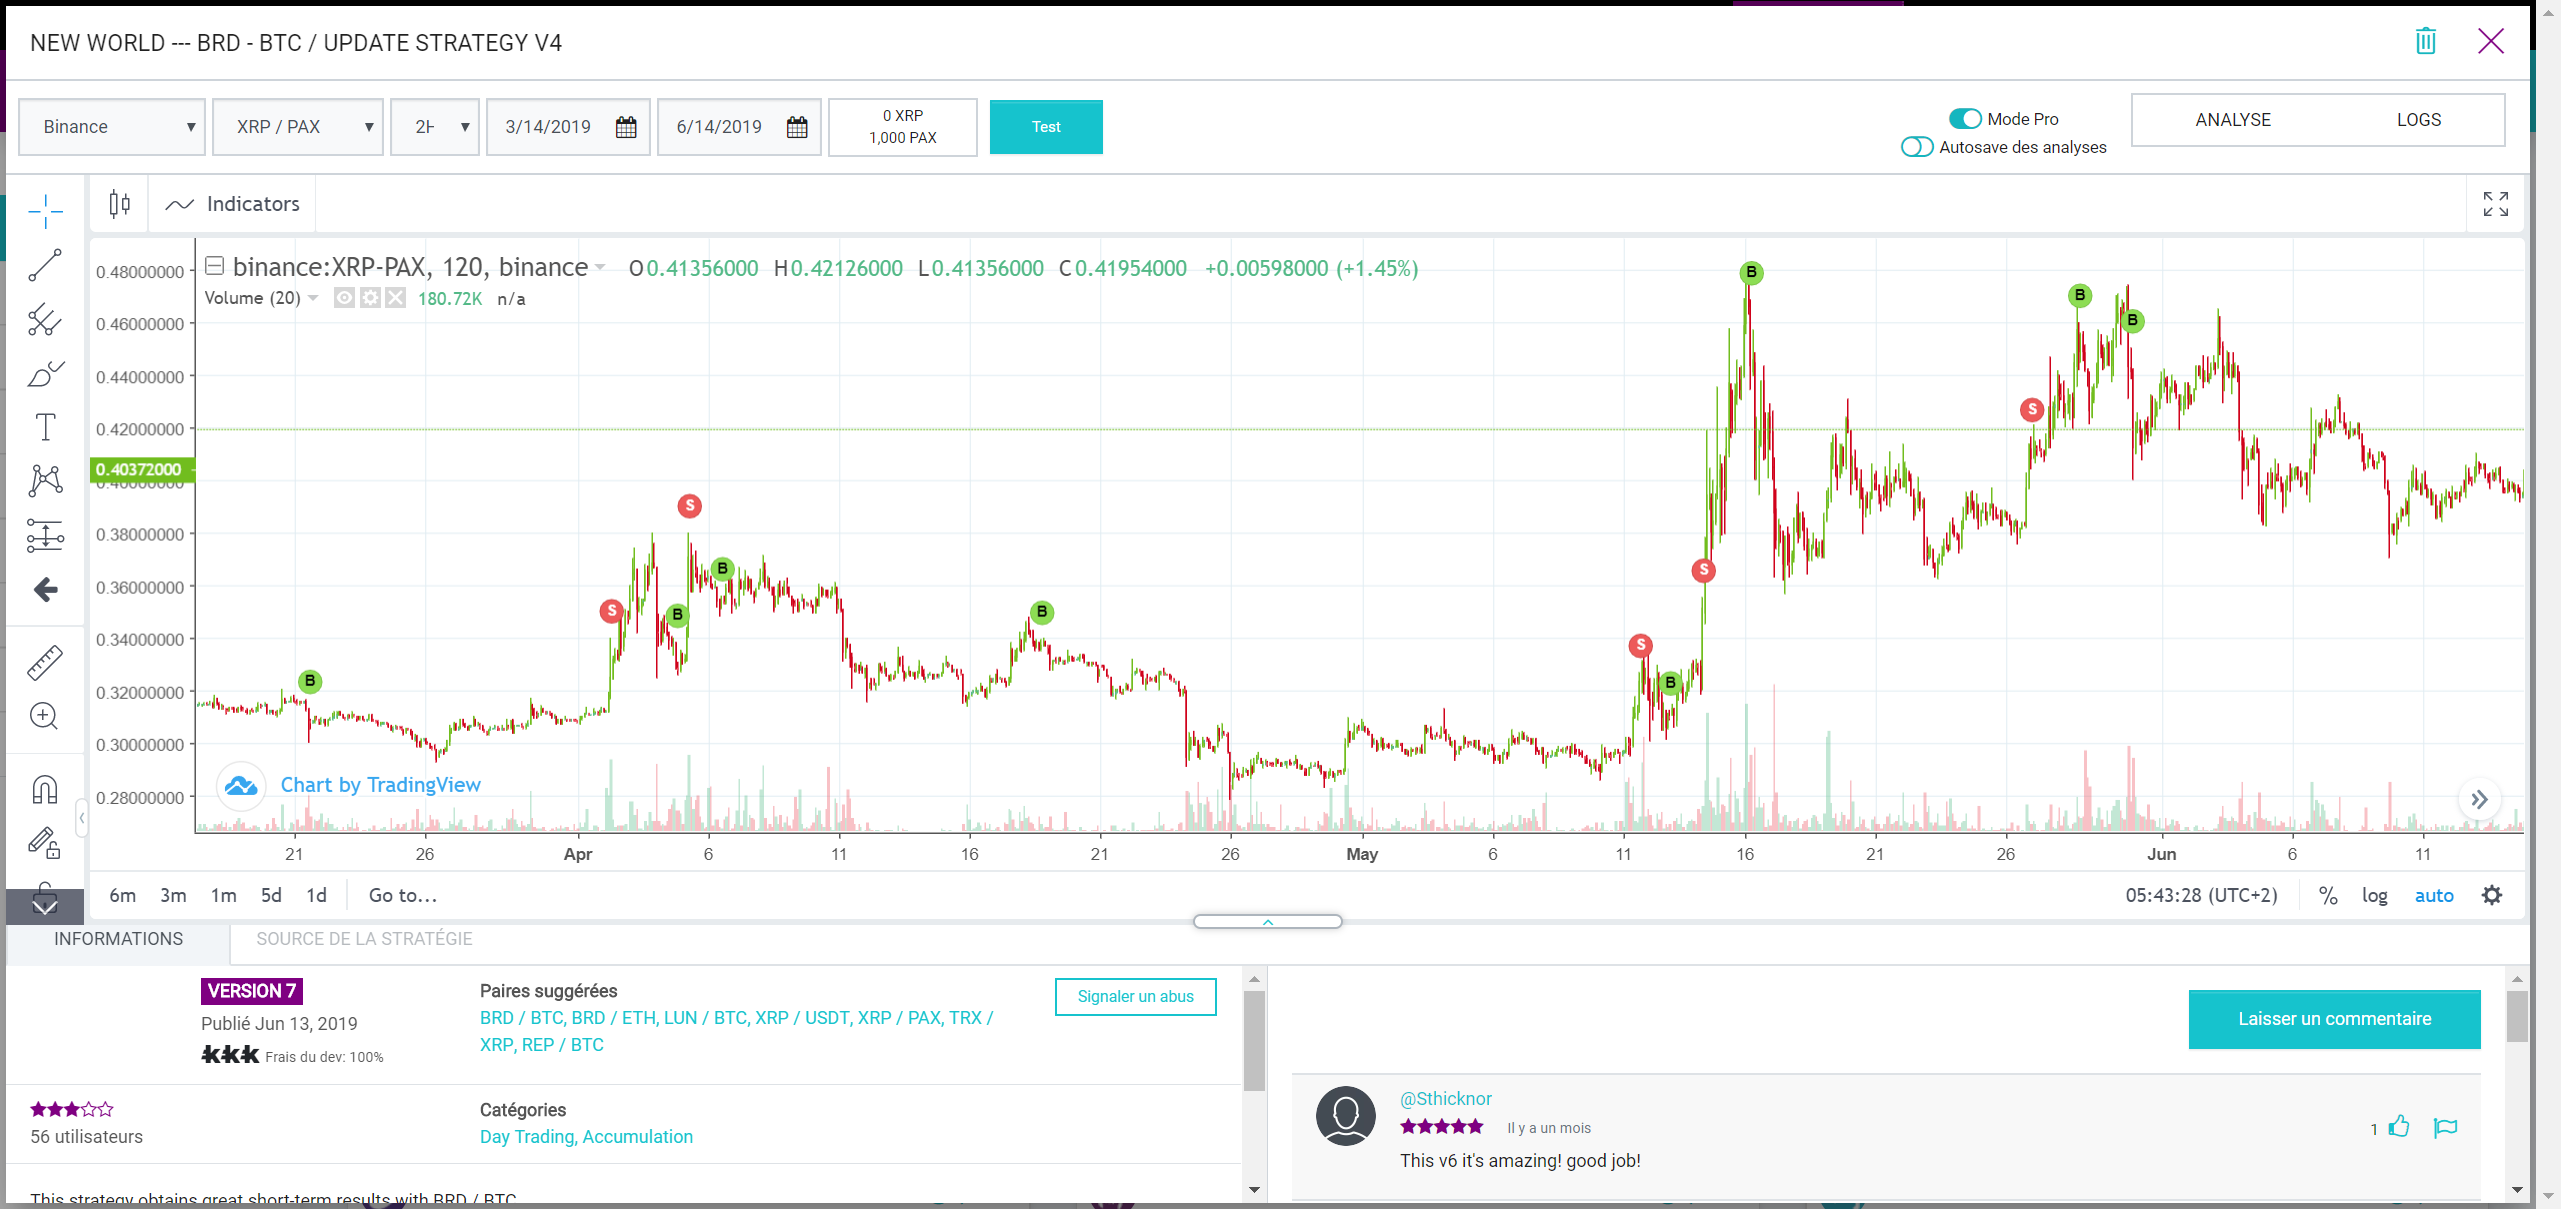 NEW WORLD --- BRD - BTC / UPDATE STRATEGY V4
Binance
XRP / PAX
2H
3/14/2019
6/14/2019
0 XRP
1,000 PAX
Test
Mode Pro
Autosave des analyses
ANALYSE
LOGS
Indicators
binance:XRP-PAX, 120, binance
O 0.41356000 H 0.42126000 L 0.41356000 C 0.41954000 +0.00598000 (+1.45%)
Volume (20) 180.72K n/a
0.48000000
0.46000000
0.44000000
0.42000000
0.40372000
0.40000000
0.38000000
0.36000000
0.34000000
0.32000000
0.30000000
0.28000000
B
S
B
S
B
B
S
B
S
B
S
B
B
Chart by TradingView
21 26 Apr 6 11 16 21 26 May 6 11 16 21 26 Jun 6 11
6m 3m 1m 5d 1d Go to...
05:43:28 (UTC+2) % log auto
INFORMATIONS
SOURCE DE LA STRATÉGIE
VERSION 7
Publié Jun 13, 2019
Frais du dev: 100%
Paires suggérées
BRD / BTC, BRD / ETH, LUN / BTC, XRP / USDT, XRP / PAX, TRX /
XRP, REP / BTC
Signaler un abus
56 utilisateurs
Catégories
Day Trading, Accumulation
This strategy obtains great short-term results with BRD / BTC
Laisser un commentaire
@Sthicknor
Il y a un mois
1
This v6 it's amazing! good job!